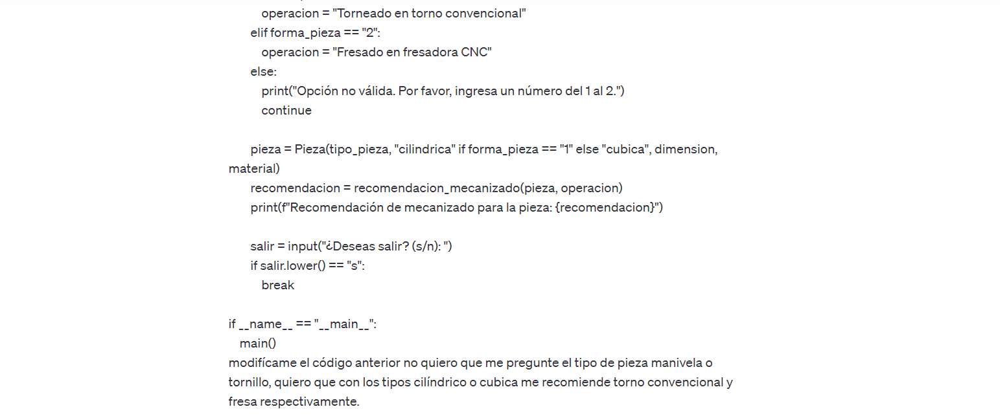 operacion = "Torneado en torno convencional"
elif forma_pieza == "2":
operacion = "Fresado en fresadora CNC"
else:
print("Opción no válida. Por favor, ingresa un número del 1 al 2.")
continue
pieza = Pieza(tipo_pieza, "cilindrica" if forma_pieza == "1" else "cubica", dimension,
material)
recomendacion = recomendacion_mecanizado(pieza, operacion)
print(f"Recomendación de mecanizado para la pieza: {recomendacion}")
salir = input("¿Deseas salir? (s/n): ")
if salir.lower() == "s":
break
if __name__ == "__main__":
main()
modifícame el código anterior no quiero que me pregunte el tipo de pieza manivela o
tornillo, quiero que con los tipos cilíndrico o cubica me recomiende torno convencional y
fresa respectivamente.